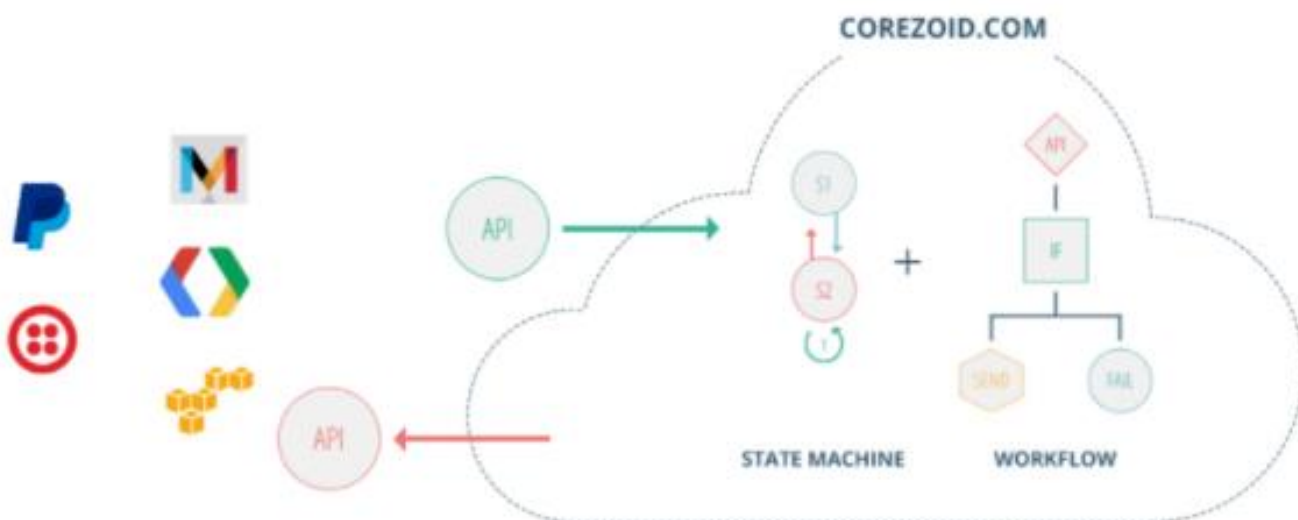 COREZOID.COM
API
S1
API
IF
S2
SEND
FAIL
API
STATE MACHINE
WORKFLOW